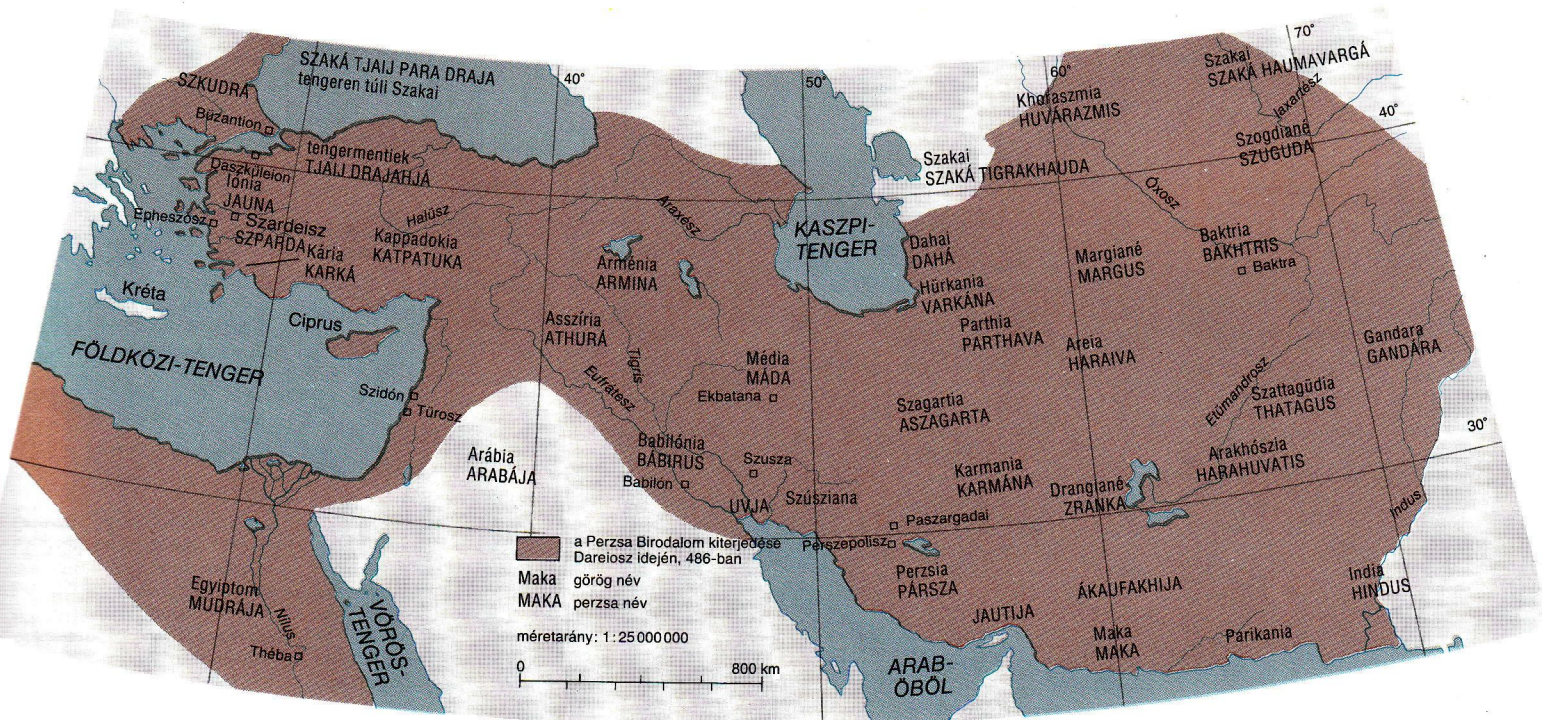 SZAKÁ TJAIJ PARA DRAJA
tengeren túli Szakai
40°
50°
60°
70°
40°
30°
SZKUDRA
Büzantion
Daszküleion
tengermentiek
TJAIJ DRAJAHJÁ
Iónia
JAUNA
Epheszosz
Szardeisz
SZPARDA
Kária
KARKÁ
Halüsz
Kappadokia
KATPATUKA
Araxész
Arménia
ARMINA
KASZPI-
TENGER
Khoraszmia
HUVÁRAZMIS
Szakai
SZAKÁ HAUMAVARGÁ
Iaxartész
Szogdiané
SZUGUDA
Szakai
SZAKÁ TIGRAKHAUDA
Ókosz
Dahai
DAHÁ
Margiané
MARGUS
Baktria
BÁKHTRIS
Baktra
Hürkania
VARKÁNA
Parthia
PARTHAVA
Areia
HARAIVA
Gandara
GANDÁRA
Kréta
Ciprus
FÖLDKÖZI-TENGER
Asszíria
ATHURÁ
Tigris
Eufrátesz
Média
MÁDA
Ekbatana
Szidón
Türosz
Szagartia
ASZAGARTA
Etümandrosz
Szattagüdia
THATAGUS
Arakhószia
HARAHUVATIS
Arábia
ARABÁJA
Babilónia
BÁBIRUS
Babilón
Szusza
UVJA
Szúsziana
Karmania
KARMÁNA
Drangiané
ZRANKA
Indus
Paszargadai
Perszepolisz
Perzsia
PÁRSZA
JAUTIJA
ÁKAUFAKHIJA
Maka
MAKA
Parikania
India
HINDUS
Egyiptom
MUDRÁJA
Nílus
Théba
VÖRÖS-
TENGER
ARAB-
ÖBÖL
a Perzsa Birodalom kiterjedése
Dareiosz idején, 486-ban
Maka görög név
MAKA perzsa név
méretarány: 1:25 000 000
0 800 km